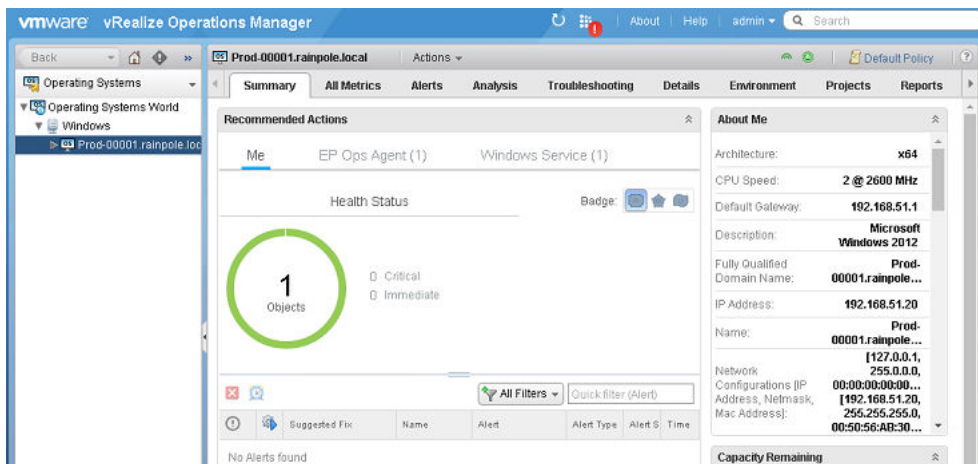 vmware vRealize Operations Manager
About Help admin Search
Back
Prod-00001.rainpole.local Actions
Default Policy ?
Operating Systems
Operating Systems World
Windows
Prod-00001.rainpole.loc
Summary All Metrics Alerts Analysis Troubleshooting Details Environment Projects Reports
Recommended Actions
Me EP Ops Agent (1) Windows Service (1)
Health Status
Badge:
1
Objects
0 Critical
0 Immediate
All Filters Quick filter (Alert)
Suggested Fix Name Alert Alert Type Alert S Time
No Alerts found
About Me
Architecture: x64
CPU Speed: 2 @ 2600 MHz
Default Gateway: 192.168.51.1
Description: Microsoft
Windows 2012
Fully Qualified Prod-
Domain Name: 00001.rainpole...
IP Address: 192.168.51.20
Name: Prod-
00001.rainpole...
[127.0.0.1,
Network 255.0.0.0,
Configurations [IP 00:00:00:00:00...
Address, Netmask, [192.168.51.20,
Mac Address]: 255.255.255.0,
00:50:56:AB:30...
Capacity Remaining